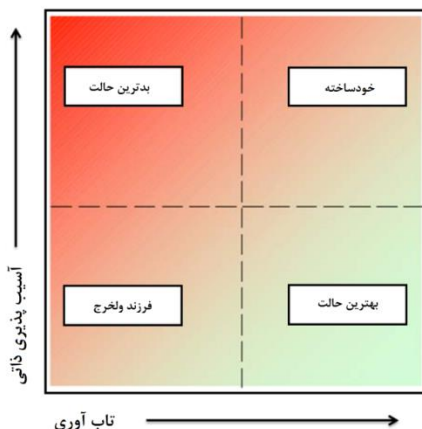 بدترین حالت
خودساخته
فرزند ولخرج
بهترین حالت
آسیب پذیری ذاتی
تاب آوری